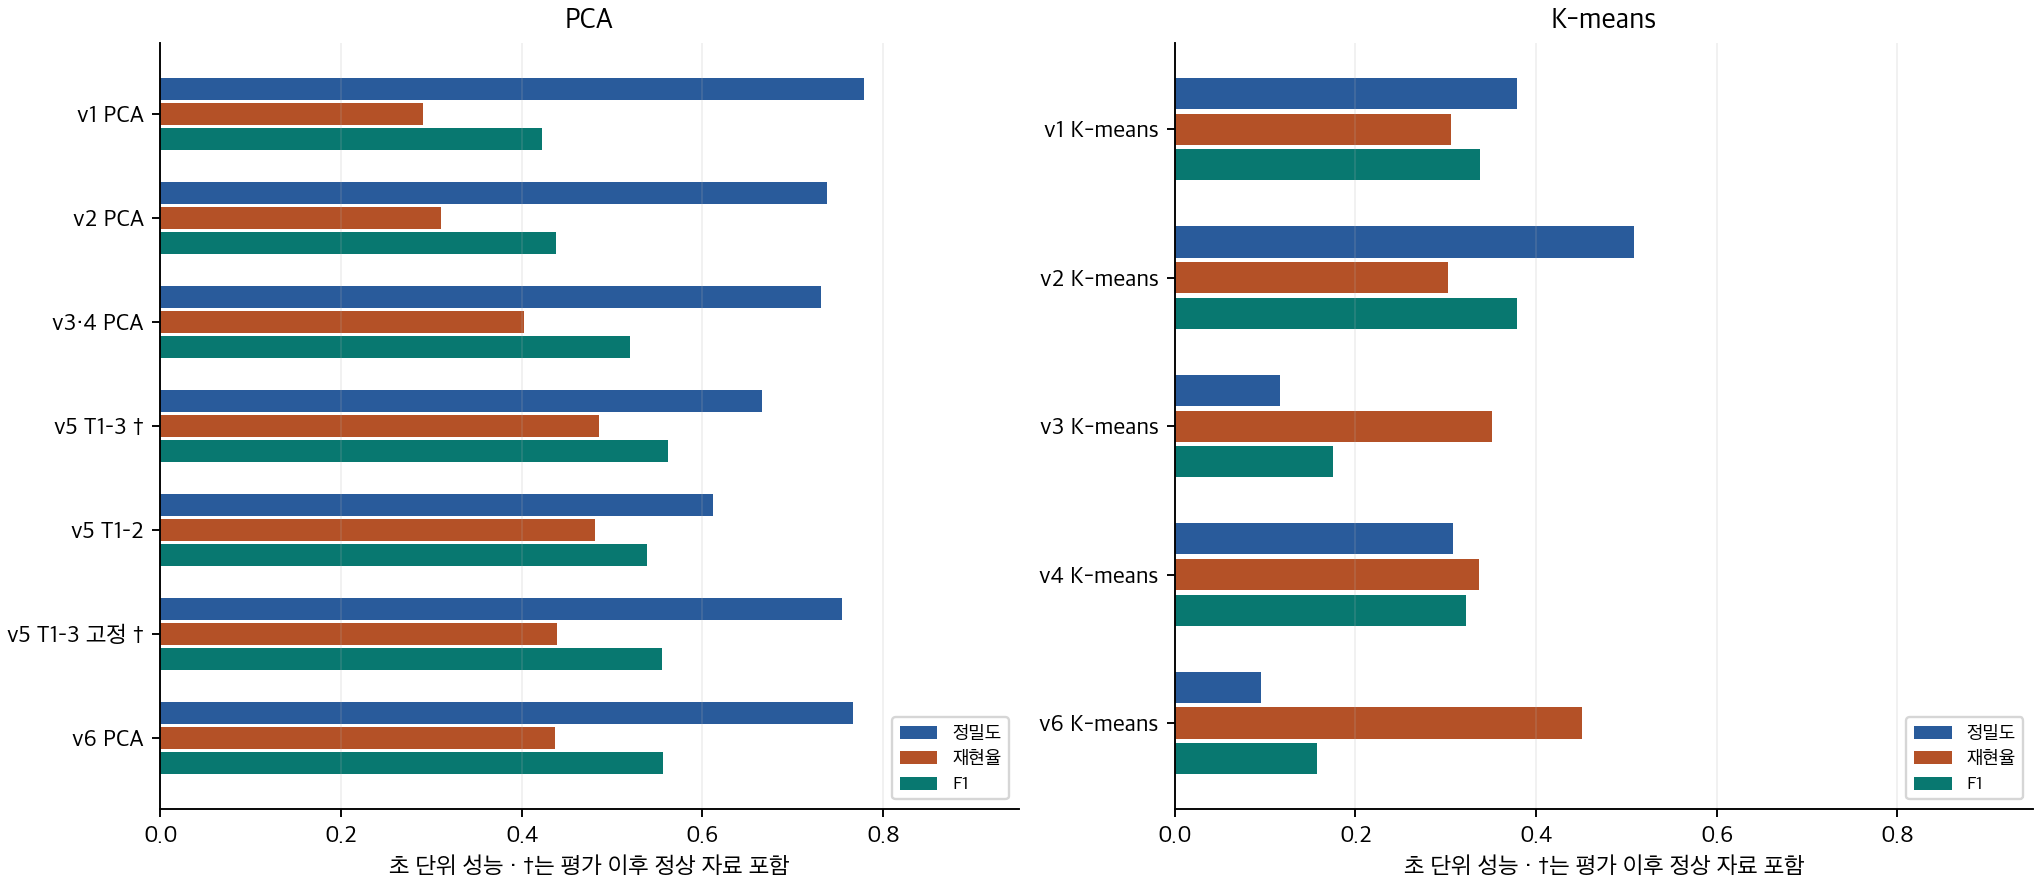 PCA
v1 PCA
v2 PCA
v3·4 PCA
v5 T1-3 †
v5 T1-2
v5 T1-3 고정 †
v6 PCA
정밀도
재현율
F1
0.0 0.2 0.4 0.6 0.8
초 단위 성능 · †는 평가 이후 정상 자료 포함
K-means
v1 K-means
v2 K-means
v3 K-means
v4 K-means
v6 K-means
정밀도
재현율
F1
0.0 0.2 0.4 0.6 0.8
초 단위 성능 · †는 평가 이후 정상 자료 포함